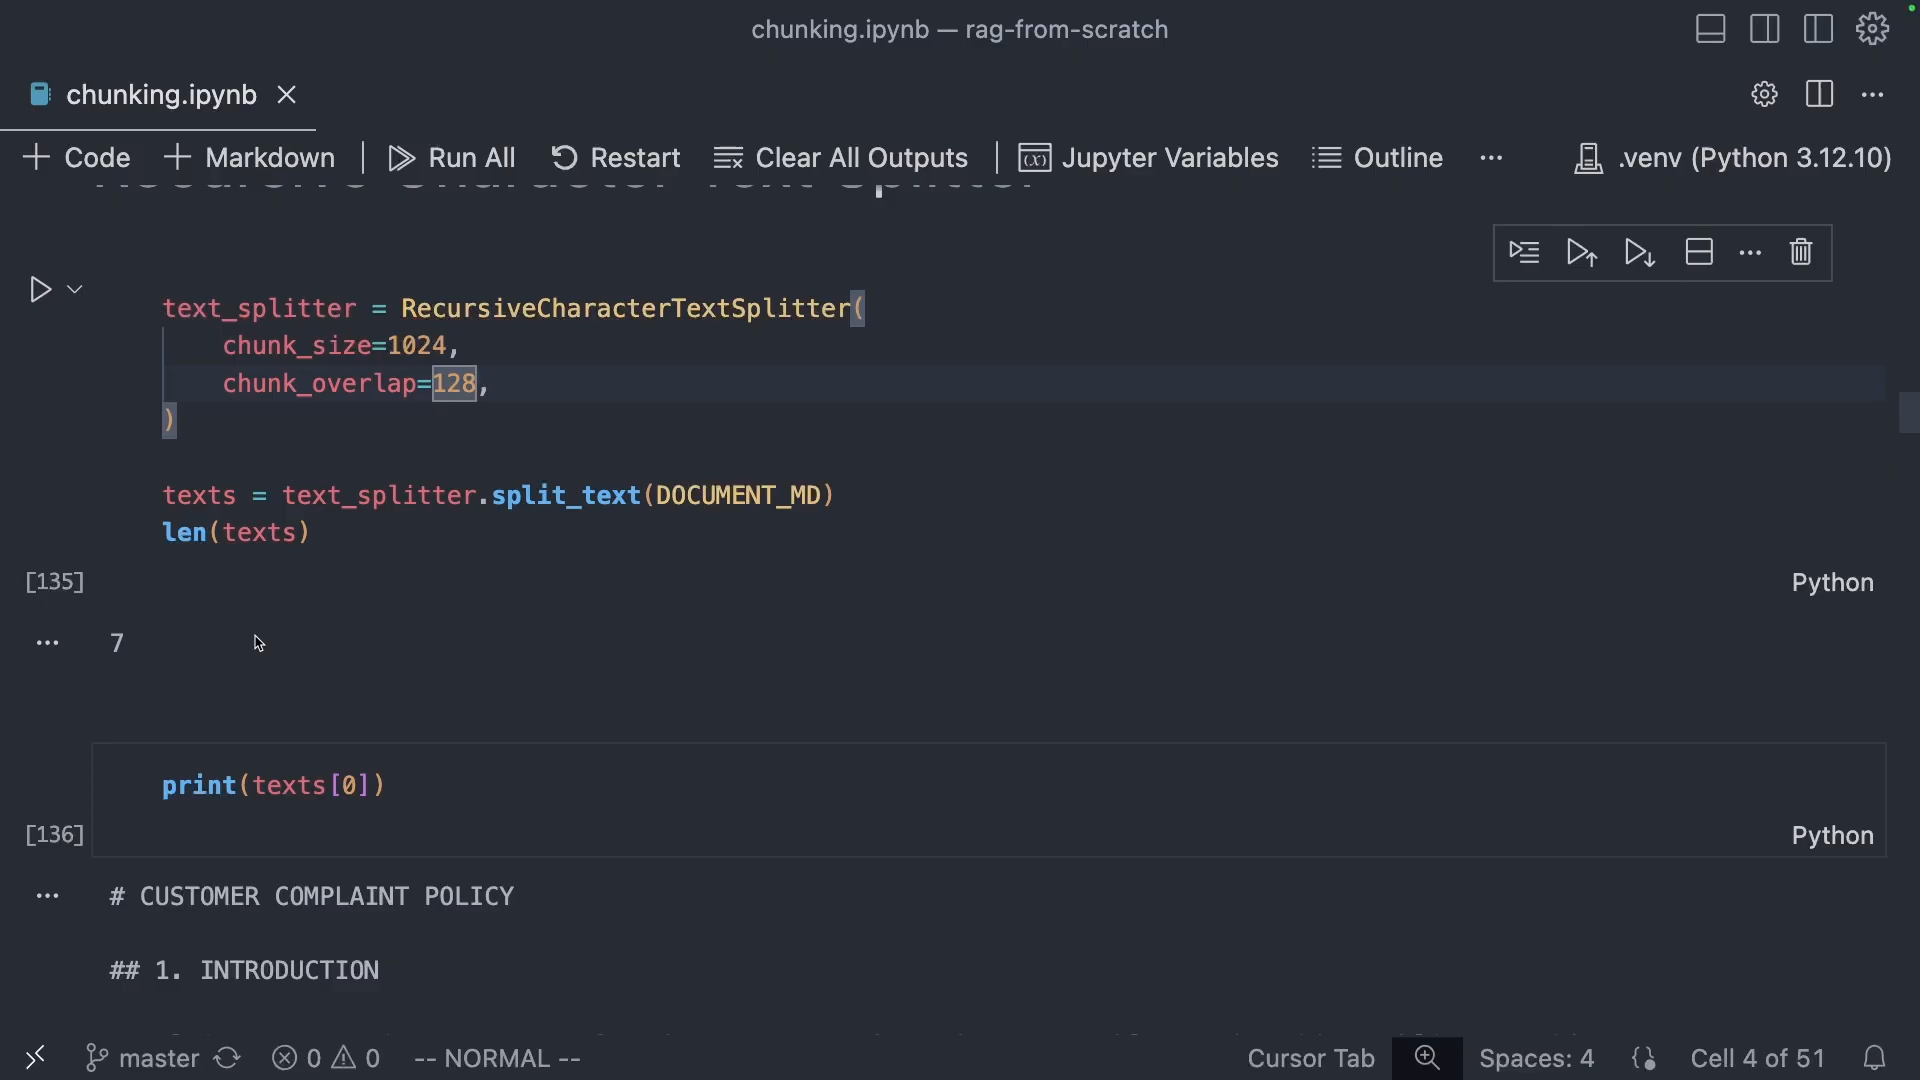 chunking.ipynb — rag-from-scratch
chunking.ipynb
Code Markdown Run All Restart Clear All Outputs Jupyter Variables Outline ... .venv (Python 3.12.10)
text_splitter = RecursiveCharacterTextSplitter(
    chunk_size=1024,
    chunk_overlap=128,
)
texts = text_splitter.split_text(DOCUMENT_MD)
len(texts)
[135] Python
7
print(texts[0])
[136] Python
# CUSTOMER COMPLAINT POLICY
## 1. INTRODUCTION
master 0 0 -- NORMAL -- Cursor Tab Spaces: 4 Cell 4 of 51